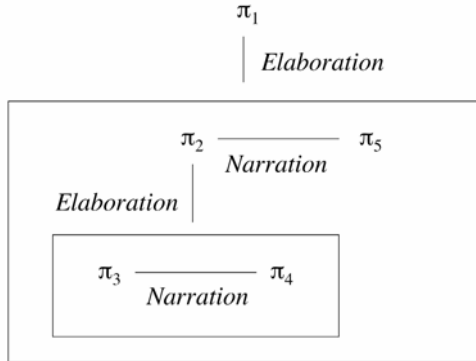 π₁
Elaboration
π₂ π₅
Narration
Elaboration
π₃ π₄
Narration